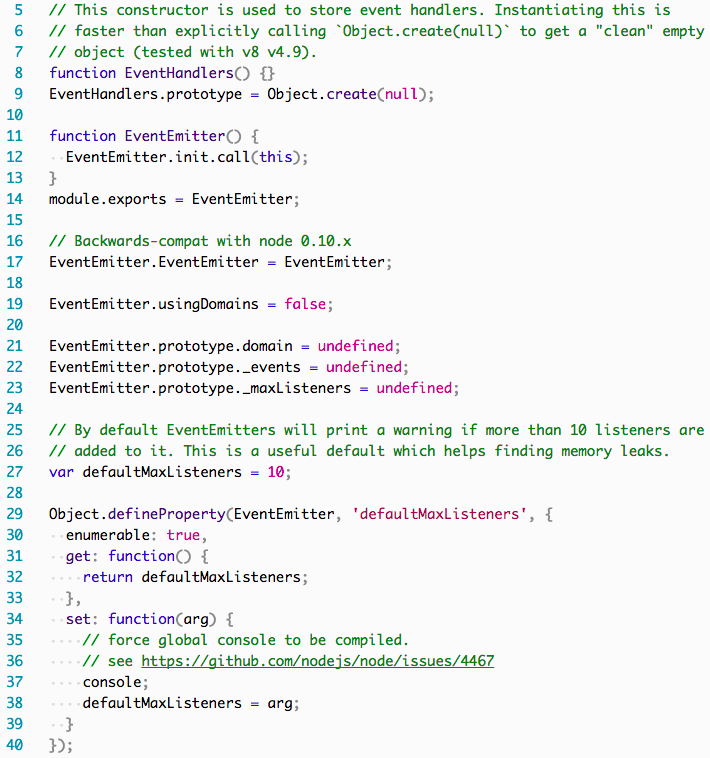 5 // This constructor is used to store event handlers. Instantiating this is
6 // faster than explicitly calling `Object.create(null)` to get a "clean" empty
7 // object (tested with v8 v4.9).
8 function EventHandlers() {}
9 EventHandlers.prototype = Object.create(null);
10
11 function EventEmitter() {
12 ··EventEmitter.init.call(this);
13 }
14 module.exports = EventEmitter;
15
16 // Backwards-compat with node 0.10.x
17 EventEmitter.EventEmitter = EventEmitter;
18
19 EventEmitter.usingDomains = false;
20
21 EventEmitter.prototype.domain = undefined;
22 EventEmitter.prototype._events = undefined;
23 EventEmitter.prototype._maxListeners = undefined;
24
25 // By default EventEmitters will print a warning if more than 10 listeners are
26 // added to it. This is a useful default which helps finding memory leaks.
27 var defaultMaxListeners = 10;
28
29 Object.defineProperty(EventEmitter, 'defaultMaxListeners', {
30 ··enumerable: true,
31 ··get: function() {
32 ····return defaultMaxListeners;
33 ··},
34 ··set: function(arg) {
35 ····// force global console to be compiled.
36 ····// see https://github.com/nodejs/node/issues/4467
37 ····console;
38 ····defaultMaxListeners = arg;
39 ··}
40 });